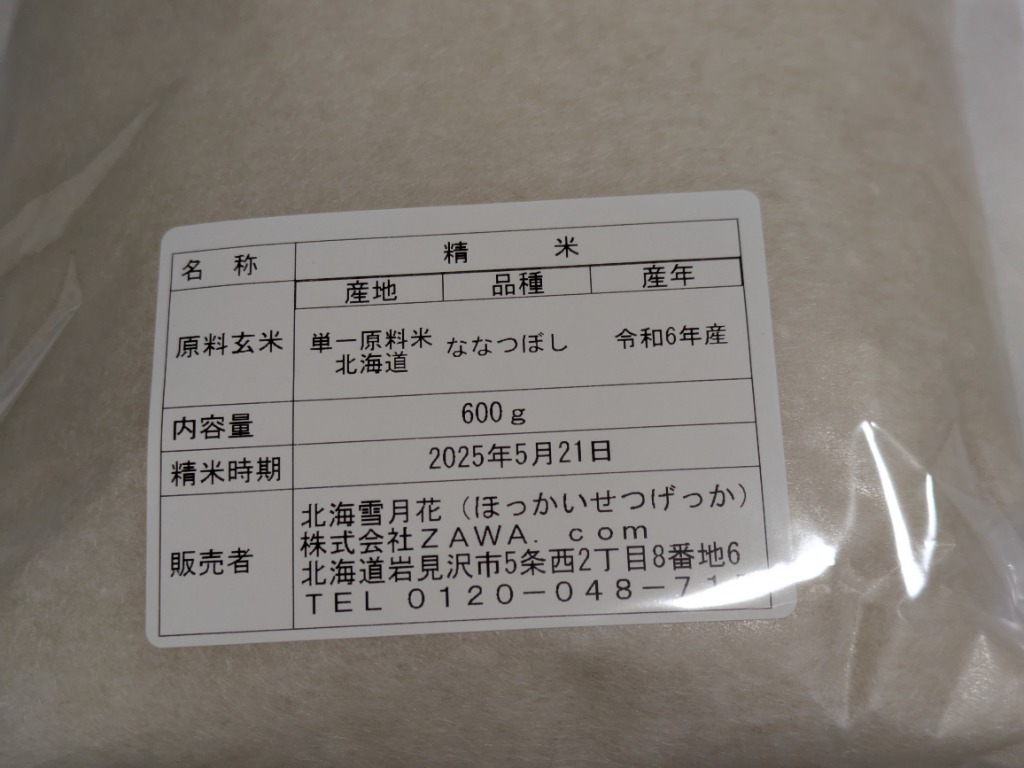 名 称 精 米
産地 品種 産年
原料玄米 単一原料米 ななつぼし 令和6年産
北海道
内容量 600g
精米時期 2025年5月21日
販売者 北海雪月花(ほっかいせつげっか)
株式会社ZAWA.com
北海道岩見沢市5条西2丁目8番地6
TEL 0120-048-7